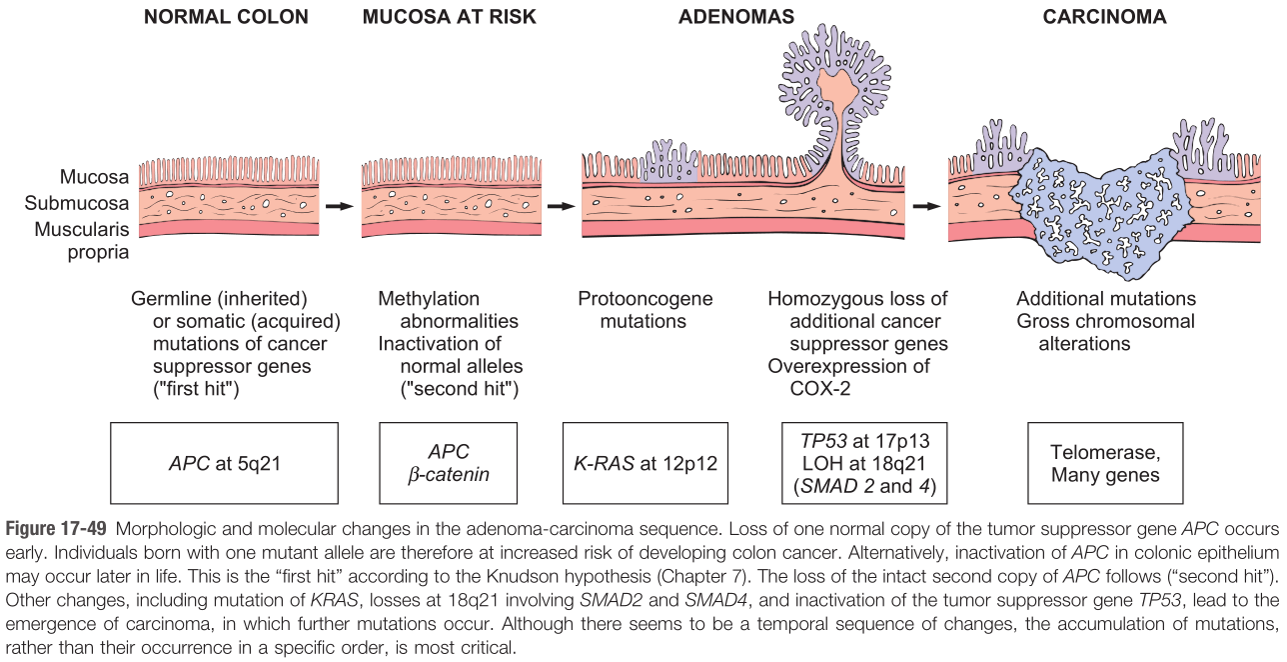 NORMAL COLON
MUCOSA AT RISK
ADENOMAS
CARCINOMA
Mucosa
Submucosa
Muscularis
propria
Germline (inherited)
or somatic (acquired)
mutations of cancer
suppressor genes
("first hit")
Methylation
abnormalities
Inactivation of
normal alleles
("second hit")
Protooncogene
mutations
Homozygous loss of
additional cancer
suppressor genes
Overexpression of
COX-2
Additional mutations
Gross chromosomal
alterations
APC at 5q21
APC
β-catenin
K-RAS at 12p12
TP53 at 17p13
LOH at 18q21
(SMAD 2 and 4)
Telomerase,
Many genes
Figure 17-49 Morphologic and molecular changes in the adenoma-carcinoma sequence. Loss of one normal copy of the tumor suppressor gene APC occurs
early. Individuals born with one mutant allele are therefore at increased risk of developing colon cancer. Alternatively, inactivation of APC in colonic epithelium
may occur later in life. This is the “first hit” according to the Knudson hypothesis (Chapter 7). The loss of the intact second copy of APC follows (“second hit”).
Other changes, including mutation of KRAS, losses at 18q21 involving SMAD2 and SMAD4, and inactivation of the tumor suppressor gene TP53, lead to the
emergence of carcinoma, in which further mutations occur. Although there seems to be a temporal sequence of changes, the accumulation of mutations,
rather than their occurrence in a specific order, is most critical.